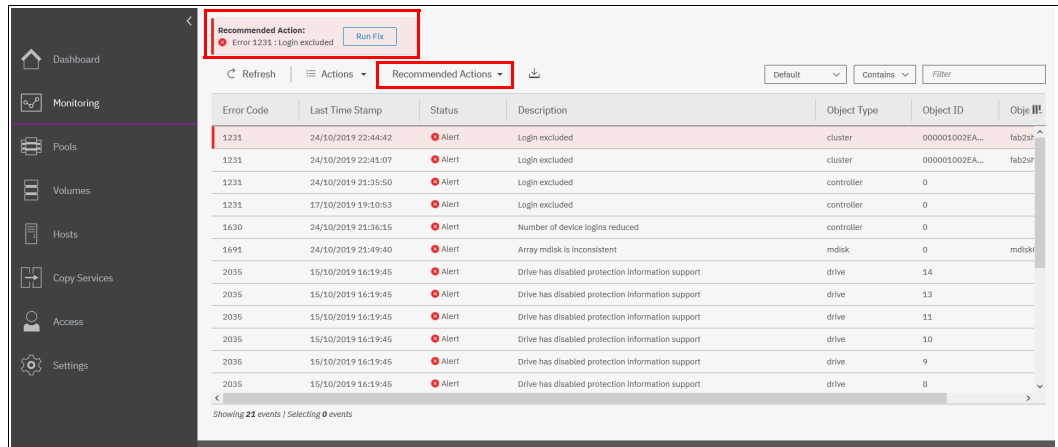 Recommended Action:
Error 1231 : Login excluded
Run Fix
Dashboard
Monitoring
Pools
Volumes
Hosts
Copy Services
Access
Settings
Refresh Actions Recommended Actions Default Contains Filter
Error Code Last Time Stamp Status Description Object Type Object ID Obje
1231 24/10/2019 22:44:42 Alert Login excluded cluster 000001002EA... fab2sh
1231 24/10/2019 22:41:07 Alert Login excluded cluster 000001002EA... fab2sh
1231 24/10/2019 21:35:50 Alert Login excluded controller 0
1231 17/10/2019 19:10:53 Alert Login excluded controller 0
1630 24/10/2019 21:36:15 Alert Number of device logins reduced controller 0
1691 24/10/2019 21:49:40 Alert Array mdisk is inconsistent mdisk 0
2035 15/10/2019 16:19:45 Alert Drive has disabled protection information support drive 14
2035 15/10/2019 16:19:45 Alert Drive has disabled protection information support drive 13
2035 15/10/2019 16:19:45 Alert Drive has disabled protection information support drive 11
2035 15/10/2019 16:19:45 Alert Drive has disabled protection information support drive 10
2035 15/10/2019 16:19:45 Alert Drive has disabled protection information support drive 9
2035 15/10/2019 16:19:45 Alert Drive has disabled protection information support drive 8
Showing 21 events | Selecting 0 events